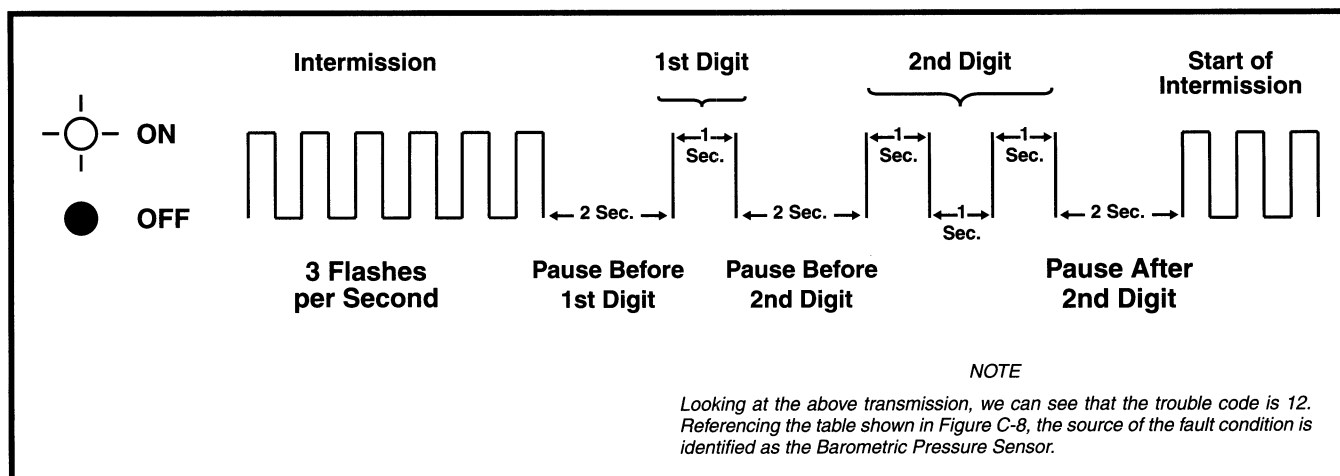 Intermission
1st Digit
2nd Digit
Start of
Intermission
ON
1
Sec.
1
Sec.
1
Sec.
OFF
2 Sec.
2 Sec.
1
Sec.
2 Sec.
3 Flashes
per Second
Pause Before
1st Digit
Pause Before
2nd Digit
Pause After
2nd Digit
NOTE
Looking at the above transmission, we can see that the trouble code is 12.
Referencing the table shown in Figure C-8, the source of the fault condition is
identified as the Barometric Pressure Sensor.